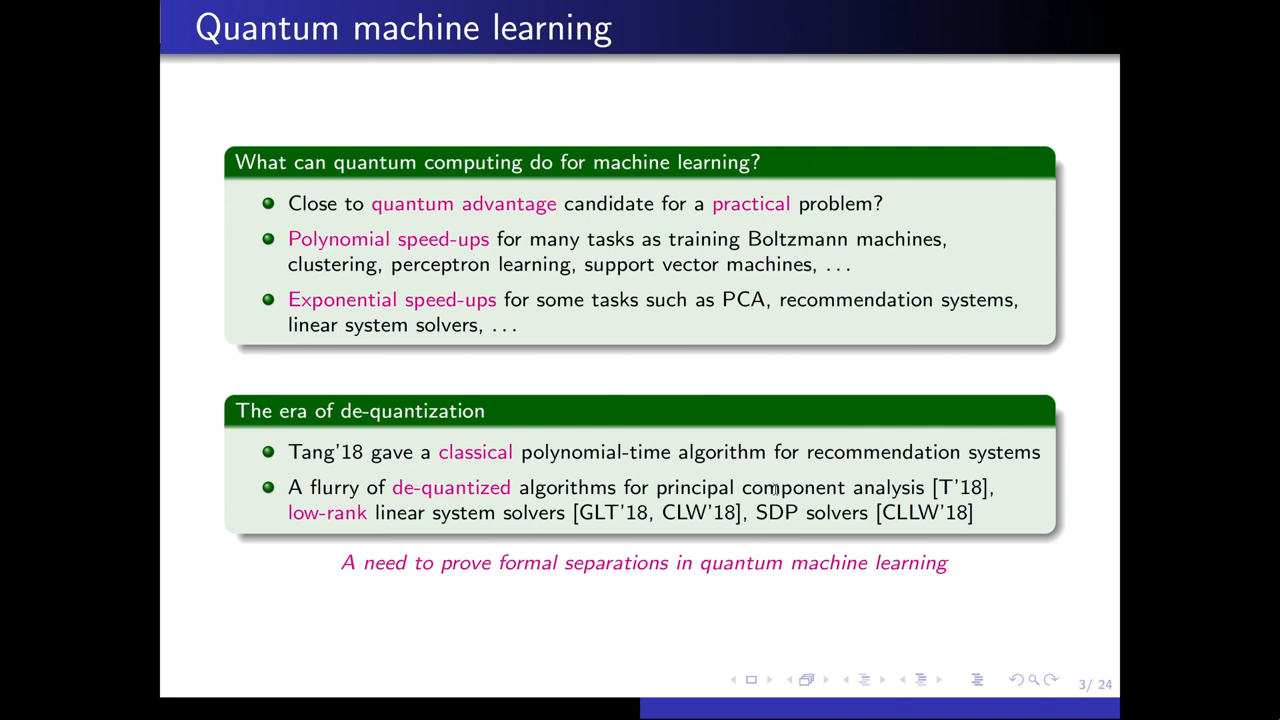 Quantum machine learning
What can quantum computing do for machine learning?
Close to quantum advantage candidate for a practical problem?
Polynomial speed-ups for many tasks as training Boltzmann machines,
clustering, perceptron learning, support vector machines, ...
Exponential speed-ups for some tasks such as PCA, recommendation systems,
linear system solvers, ...
The era of de-quantization
Tang'18 gave a classical polynomial-time algorithm for recommendation systems
A flurry of de-quantized algorithms for principal component analysis [T'18],
low-rank linear system solvers [GLT'18, CLW'18], SDP solvers [CLLW'18]
A need to prove formal separations in quantum machine learning
3/ 24